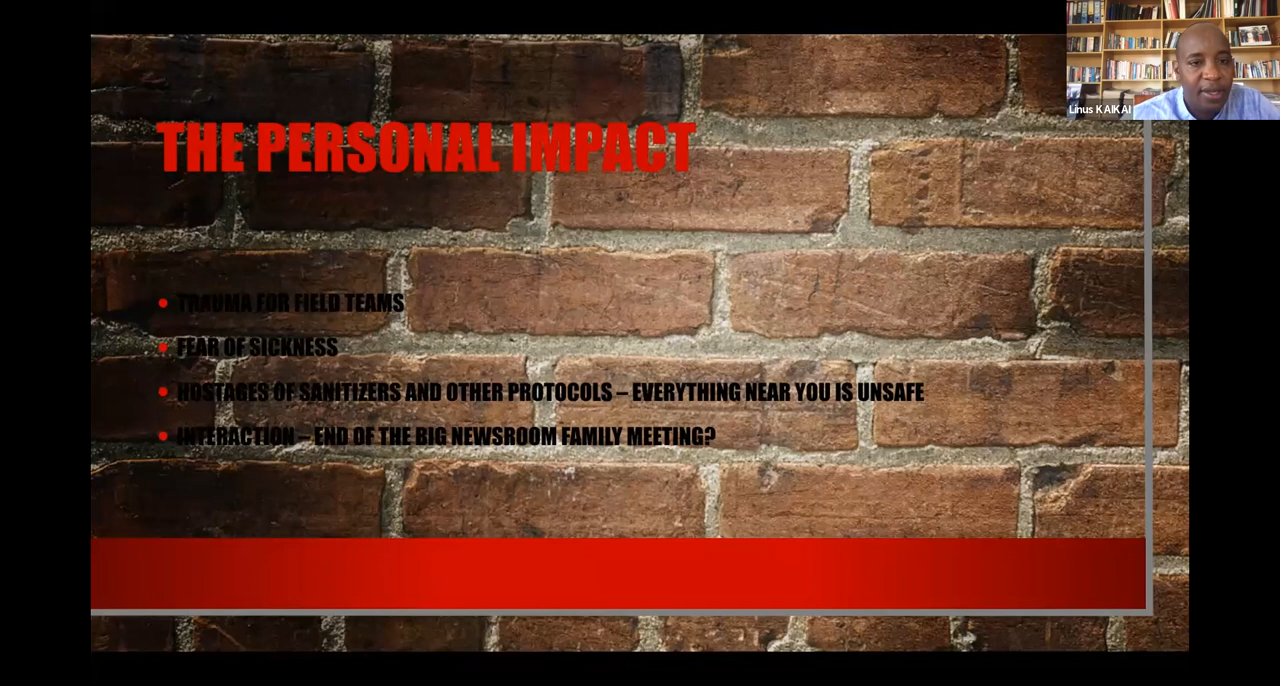 Linus KAIKAI
THE PERSONAL IMPACT
• TRAUMA FOR FIELD TEAMS
• FEAR OF SICKNESS
• HOSTAGES OF SANITIZERS AND OTHER PROTOCOLS – EVERYTHING NEAR YOU IS UNSAFE
• INTERACTION – END OF THE BIG NEWSROOM FAMILY MEETING?